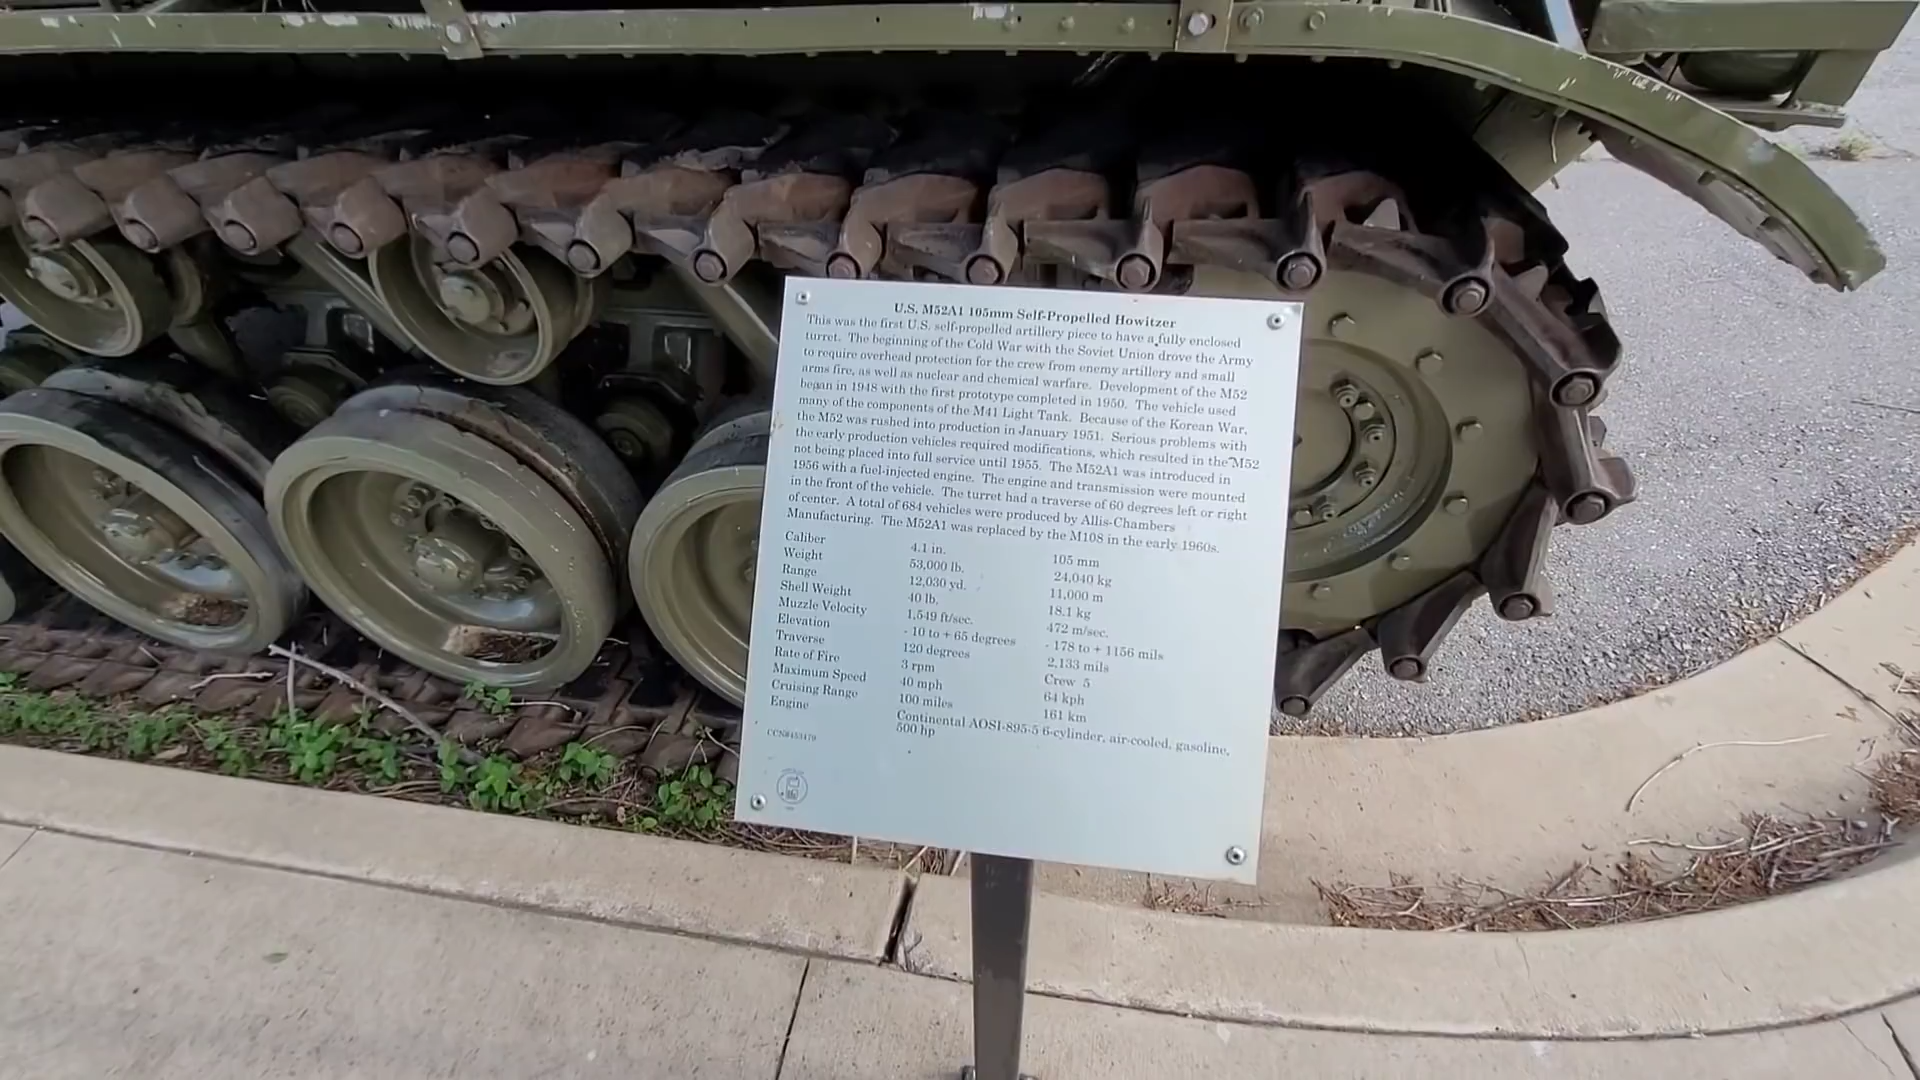 U.S. M52A1 105mm Self-Propelled Howitzer
This was the first U.S. self-propelled artillery piece to have a fully enclosed
turret. The beginning of the Cold War with the Soviet Union drove the Army
to require overhead protection for the crew from enemy artillery and small
arms fire, as well as nuclear and chemical warfare. Development of the M52
began in 1948 with the first prototype completed in 1950. The vehicle used
many of the components of the M41 Light Tank. Because of the Korean War,
the M52 was rushed into production in January 1951. Serious problems with
the early production vehicles required modifications, which resulted in the M52
not being placed into full service until 1955. The M52A1 was introduced in
1956 with a fuel-injected engine. The engine and transmission were mounted
in the front of the vehicle. The turret had a traverse of 60 degrees left or right
of center. A total of 684 vehicles were produced by Allis-Chambers
Manufacturing. The M52A1 was replaced by the M108 in the early 1960s.
Caliber 4.1 in. 105 mm
Weight 53,000 lb. 24,040 kg
Range 12,030 yd. 11,000 m
Shell Weight 40 lb. 18.1 kg
Muzzle Velocity 1,549 ft/sec. 472 m/sec.
Elevation - 10 to + 65 degrees - 178 to + 1156 mils
Traverse 120 degrees 2,133 mils
Rate of Fire 3 rpm Crew 5
Maximum Speed 40 mph 64 kph
Cruising Range 100 miles 161 km
Engine Continental AOSI-895-5 6-cylinder, air-cooled, gasoline,
500 hp
CCN#453479